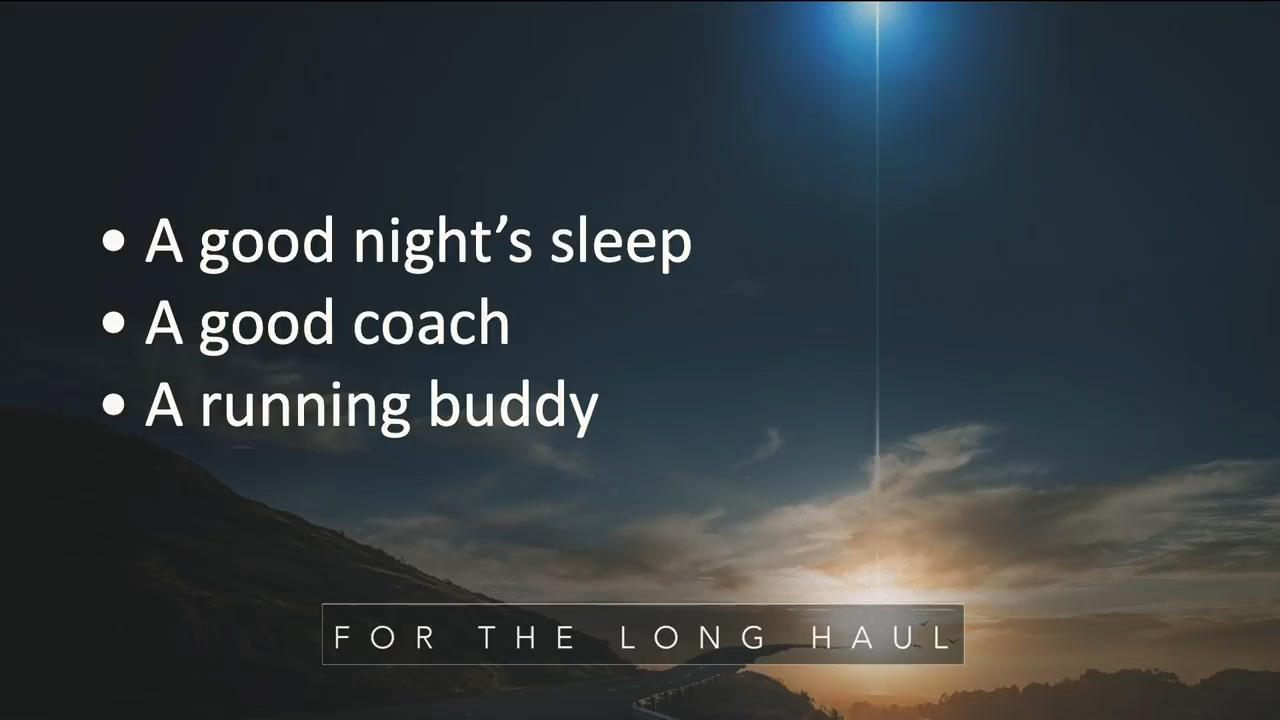 • A good night’s sleep
• A good coach
• A running buddy
FOR THE LONG HAUL